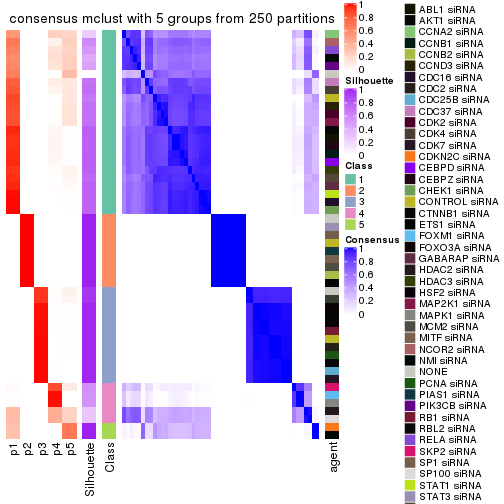 consensus mclust with 5 groups from 250 partitions
1
0.8
0.6
0.4
0.2
0
Silhouette
1
0.8
0.6
0.4
0.2
0
Class
1
2
3
4
5
Consensus
1
0.8
0.6
0.4
0.2
0
p1
p2
p3
p4
p5
Silhouette
Class
agent
ABL1 siRNA
AKT1 siRNA
CCNA2 siRNA
CCNB1 siRNA
CCNB2 siRNA
CCND3 siRNA
CDC16 siRNA
CDC2 siRNA
CDC25B siRNA
CDC37 siRNA
CDK2 siRNA
CDK4 siRNA
CDK7 siRNA
CDKN2C siRNA
CEBPD siRNA
CEBPZ siRNA
CHEK1 siRNA
CONTROL siRNA
CTNNB1 siRNA
ETS1 siRNA
FOXM1 siRNA
FOXO3A siRNA
GABARAP siRNA
HDAC2 siRNA
HDAC3 siRNA
HSF2 siRNA
MAP2K1 siRNA
MAPK1 siRNA
MCM2 siRNA
MITF siRNA
NCOR2 siRNA
NMI siRNA
NONE
PCNA siRNA
PIAS1 siRNA
PIK3CB siRNA
RB1 siRNA
RBL2 siRNA
RELA siRNA
SKP2 siRNA
SP1 siRNA
SP100 siRNA
STAT1 siRNA
STAT3 siRNA